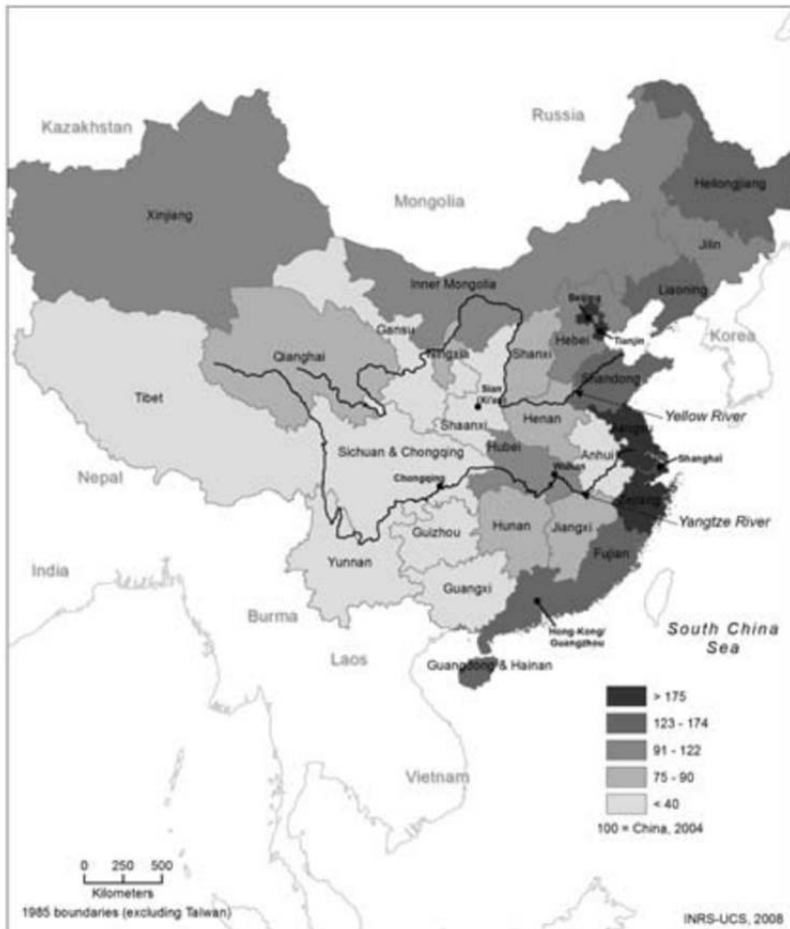 Kazakhstan
Russia
Heilongjiang
Xinjiang
Mongolia
Jilin
Inner Mongolia
Liaoning
Beijing
Gansu
Tianjin
Korea
Hebei
Qianghai
Ningxia
Shanxi
Shandong
Tibet
Sian
(Xi'an)
Yellow River
Shaanxi
Henan
Jiangsu
Sichuan & Chongqing
Hubei
Anhui
Shanghai
Nepal
Chongqing
Wuhan
Yangtze River
Guizhou
Hunan
Jiangxi
Fujian
Yunnan
India
Guangxi
Burma
Hong-Kong/
Guangzhou
South China
Sea
Laos
Guangdong & Hainan
> 175
123 - 174
91 - 122
Vietnam
75 - 90
< 40
100 = China, 2004
0 250 500
Kilometers
1985 boundaries (excluding Taiwan)
INRS-UCS, 2008